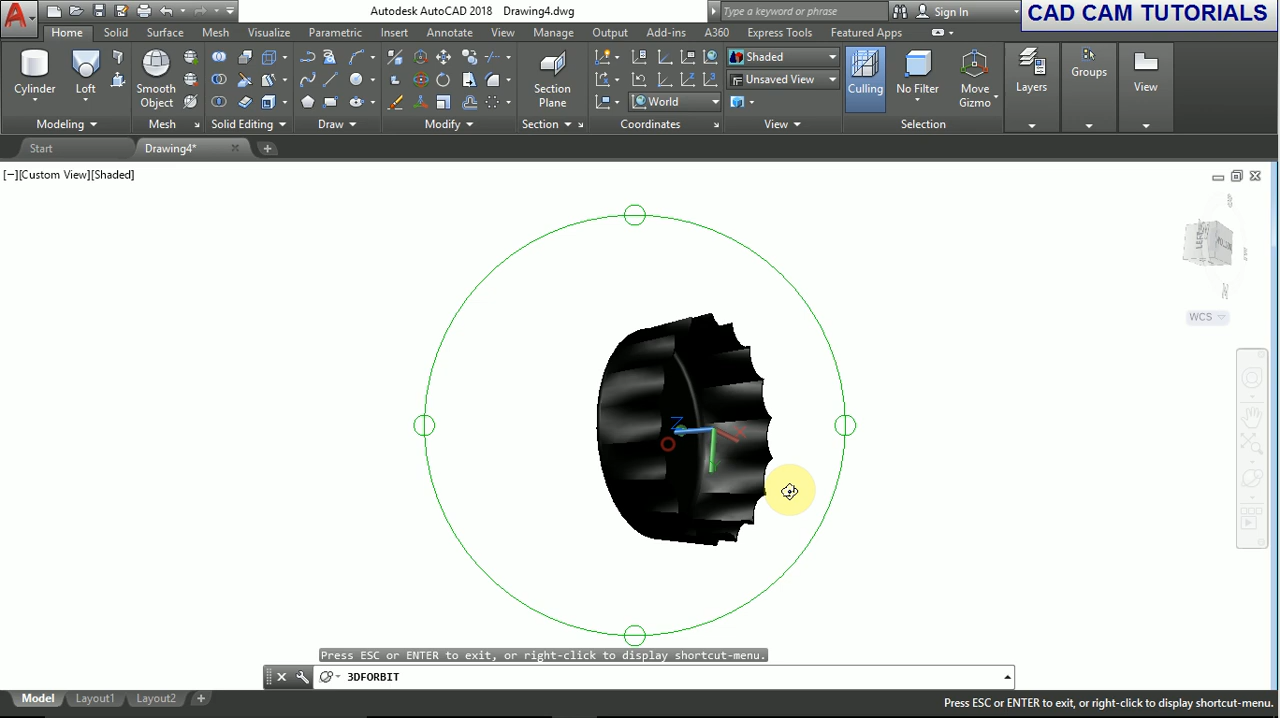 Autodesk AutoCAD 2018 Drawing4.dwg
Type a keyword or phrase
Sign In
CAD CAM TUTORIALS
Home Solid Surface Mesh Visualize Parametric Insert Annotate View Manage Output Add-ins A360 Express Tools Featured Apps
Cylinder
Loft
Smooth Object
Section Plane
World
Shaded
Unsaved View
Culling
No Filter
Move Gizmo
Layers
Groups
View
Modeling
Mesh
Solid Editing
Draw
Modify
Section
Coordinates
View
Selection
Start
Drawing4*
[−][Custom View][Shaded]
WCS
Z
Press ESC or ENTER to exit, or right-click to display shortcut-menu.
3DFORBIT
Model Layout1 Layout2
Press ESC or ENTER to exit, or right-click to display shortcut-menu.